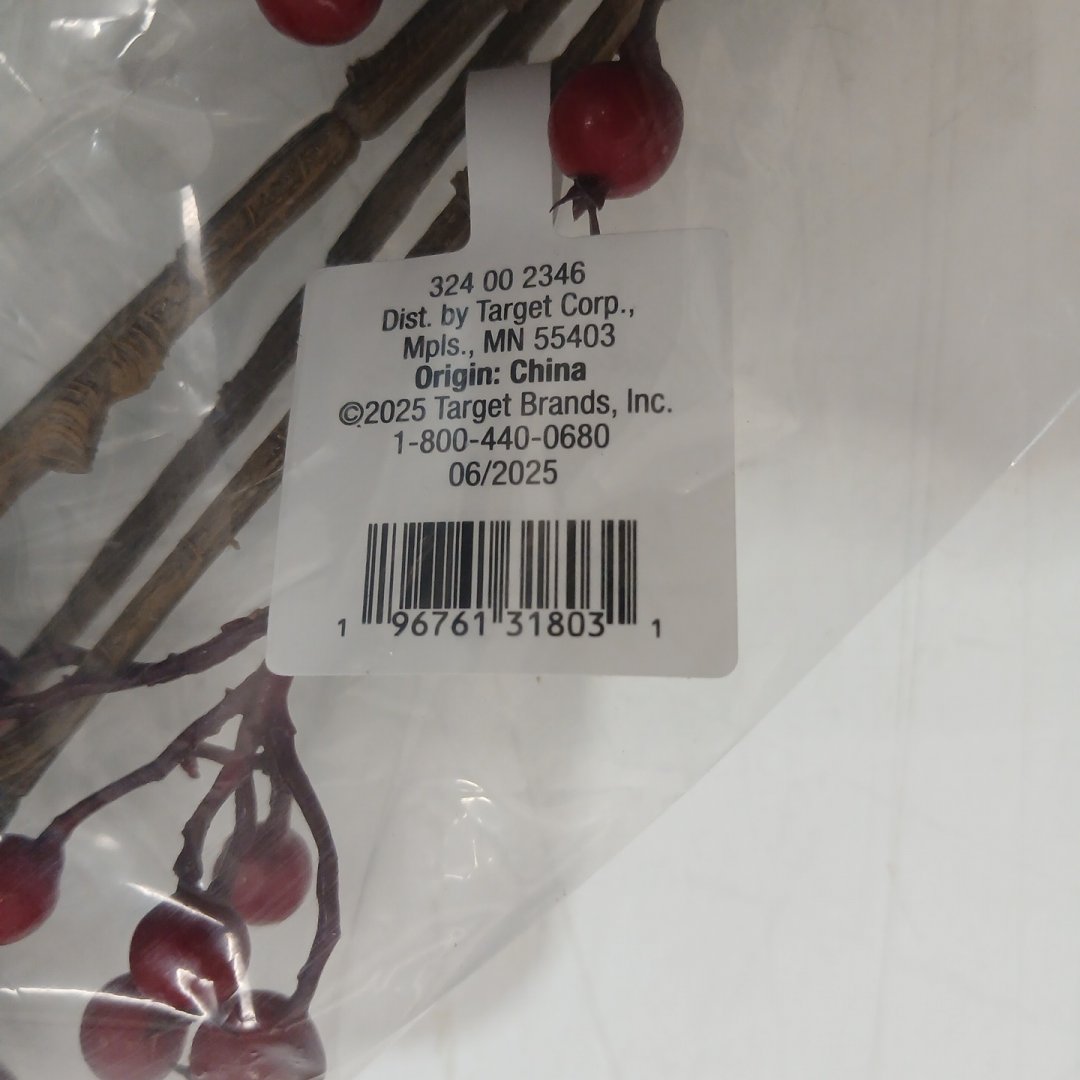 324 00 2346
Dist. by Target Corp.,
Mpls., MN 55403
Origin: China
©2025 Target Brands, Inc.
1-800-440-0680
06/2025
1 96761 31803 1